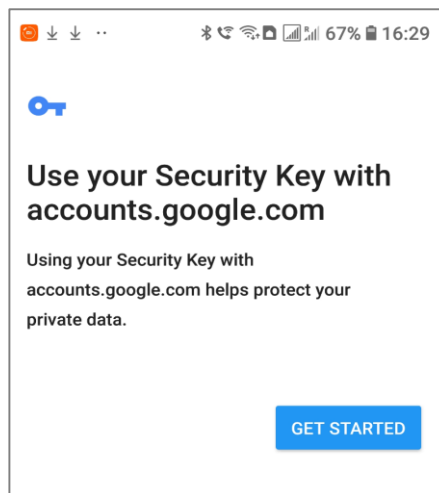 67% 16:29
Use your Security Key with
accounts.google.com
Using your Security Key with
accounts.google.com helps protect your
private data.
GET STARTED